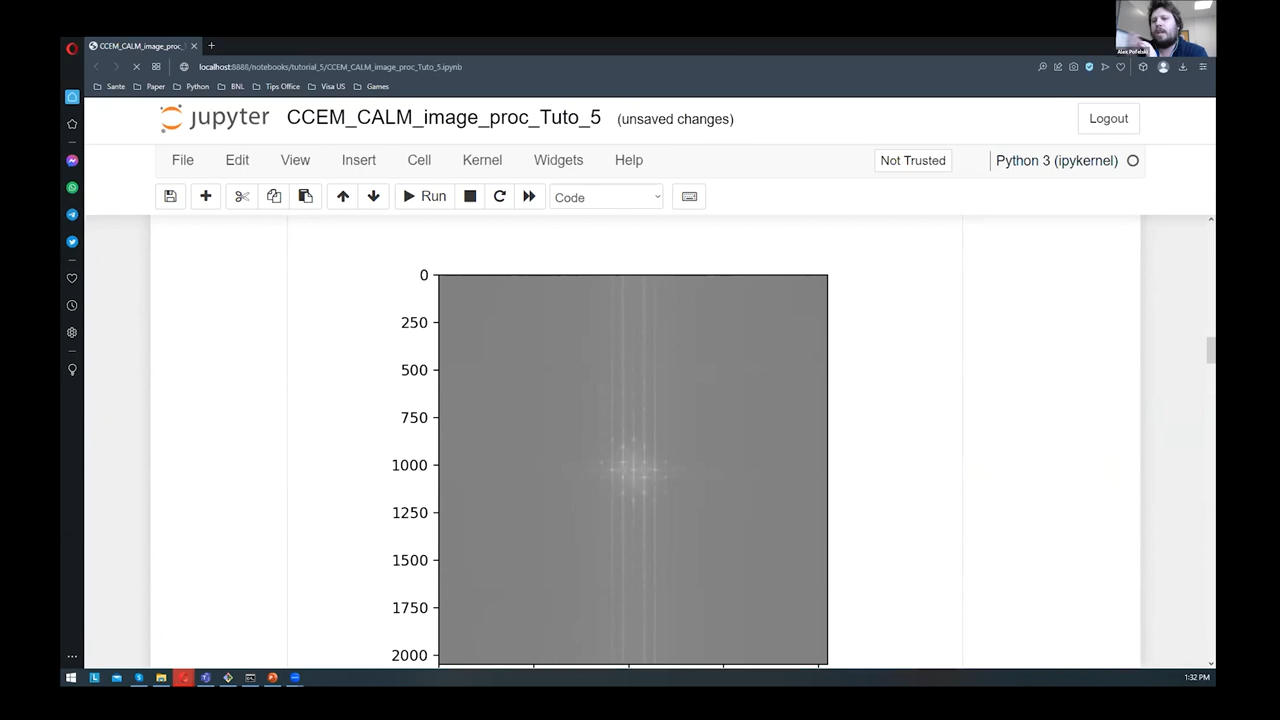 Alex Pofelski
CCEM_CALM_image_proc_
localhost:8888/notebooks/tutorial_5/CCEM_CALM_image_proc_Tuto_5.ipynb
Sante Paper Python BNL Tips Office Visa US Games
jupyter CCEM_CALM_image_proc_Tuto_5 (unsaved changes) Logout
File Edit View Insert Cell Kernel Widgets Help Not Trusted Python 3 (ipykernel)
Run Code
0
250
500
750
1000
1250
1500
1750
2000
1:32 PM